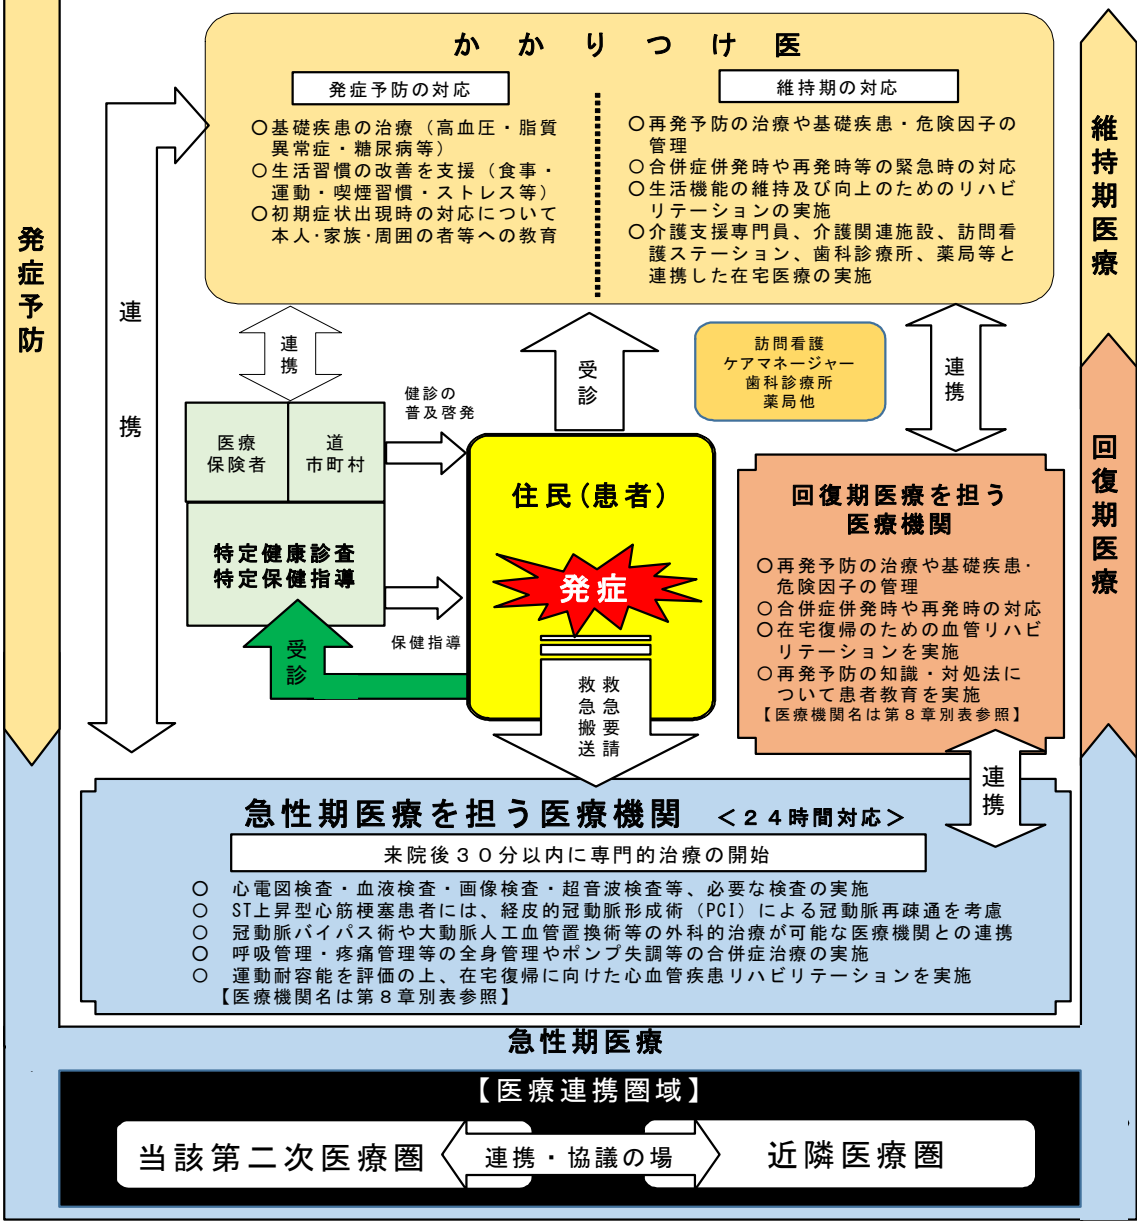 かかりつけ医
発症予防の対応
○基礎疾患の治療（高血圧・脂質
異常症・糖尿病等）
○生活習慣の改善を支援（食事・
運動・喫煙習慣・ストレス等）
○初期症状出現時の対応について
本人・家族・周囲の者等への教育
維持期の対応
○再発予防の治療や基礎疾患・危険因子の
管理
○合併症併発時や再発時等の緊急時の対応
○生活機能の維持及び向上のためのリハビ
リテーションの実施
○介護支援専門員、介護関連施設、訪問看
護ステーション、歯科診療所、薬局等と
連携した在宅医療の実施
発症予防
維持期医療
回復期医療
連携
連携
受診
訪問看護
ケアマネージャー
歯科診療所
薬局他
連携
医療
保険者
道
市町村
健診の
普及啓発
特定健康診査
特定保健指導
保健指導
受診
住民(患者)
発症
救急要請
救急搬送
回復期医療を担う
医療機関
○再発予防の治療や基礎疾患・
危険因子の管理
○合併症併発時や再発時の対応
○在宅復帰のための血管リハビ
リテーションを実施
○再発予防の知識・対処法に
ついて患者教育を実施
【医療機関名は第８章別表参照】
連携
急性期医療を担う医療機関 ＜２４時間対応＞
来院後３０分以内に専門的治療の開始
○ 心電図検査・血液検査・画像検査・超音波検査等、必要な検査の実施
○ ST上昇型心筋梗塞患者には、経皮的冠動脈形成術（PCI）による冠動脈再疎通を考慮
○ 冠動脈バイパス術や大動脈人工血管置換術等の外科的治療が可能な医療機関との連携
○ 呼吸管理・疼痛管理等の全身管理やポンプ失調等の合併症治療の実施
○ 運動耐容能を評価の上、在宅復帰に向けた心血管疾患リハビリテーションを実施
【医療機関名は第８章別表参照】
急性期医療
【医療連携圏域】
当該第二次医療圏
連携・協議の場
近隣医療圏